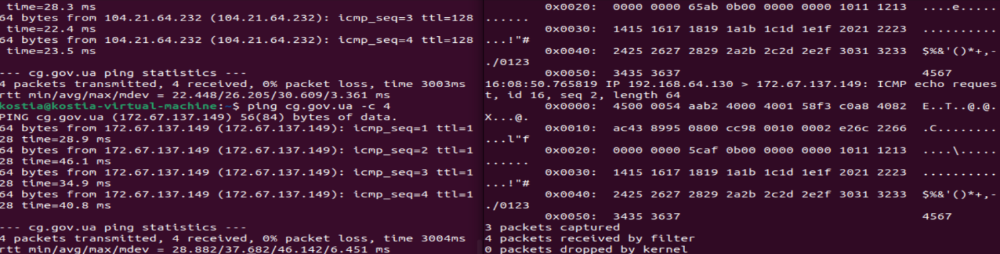 time=28.3 ms
64 bytes from 104.21.64.232 (104.21.64.232): icmp_seq=3 ttl=128
time=22.4 ms
64 bytes from 104.21.64.232 (104.21.64.232): icmp_seq=4 ttl=128
time=23.5 ms
--- cg.gov.ua ping statistics ---
4 packets transmitted, 4 received, 0% packet loss, time 3003ms
rtt min/avg/max/mdev = 22.448/26.205/30.609/3.361 ms
kostia@kostia-virtual-machine:~$ ping cg.gov.ua -c 4
PING cg.gov.ua (172.67.137.149) 56(84) bytes of data.
64 bytes from 172.67.137.149 (172.67.137.149): icmp_seq=1 ttl=1
28 time=28.9 ms
64 bytes from 172.67.137.149 (172.67.137.149): icmp_seq=2 ttl=1
28 time=46.1 ms
64 bytes from 172.67.137.149 (172.67.137.149): icmp_seq=3 ttl=1
28 time=34.9 ms
64 bytes from 172.67.137.149 (172.67.137.149): icmp_seq=4 ttl=1
28 time=40.8 ms
--- cg.gov.ua ping statistics ---
4 packets transmitted, 4 received, 0% packet loss, time 3004ms
rtt min/avg/max/mdev = 28.882/37.682/46.142/6.451 ms
0x0020: 0000 0000 65ab 0b00 0000 0000 1011 1213 ....e.....
......
0x0030: 1415 1617 1819 1a1b 1c1d 1e1f 2021 2223 ..........
...!"#
0x0040: 2425 2627 2829 2a2b 2c2d 2e2f 3031 3233 $%&'()*+,-
./0123
0x0050: 3435 3637 4567
16:08:50.765819 IP 192.168.64.130 > 172.67.137.149: ICMP echo reques
t, id 16, seq 2, length 64
0x0000: 4500 0054 aab2 4000 4001 58f3 c0a8 4082 E..T..@.@.
X...@.
0x0010: ac43 8995 0800 cc98 0010 0002 e26c 2266 .C........
...l"f
0x0020: 0000 0000 5caf 0b00 0000 0000 1011 1213 ....\.....
......
0x0030: 1415 1617 1819 1a1b 1c1d 1e1f 2021 2223 ..........
...!"#
0x0040: 2425 2627 2829 2a2b 2c2d 2e2f 3031 3233 $%&'()*+,-
./0123
0x0050: 3435 3637 4567
3 packets captured
4 packets received by filter
0 packets dropped by kernel